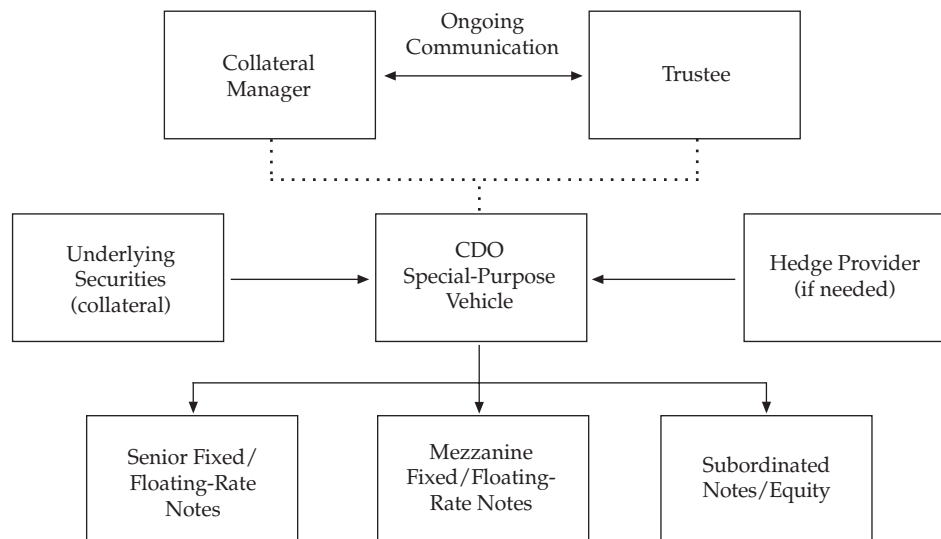 Ongoing
Communication
Collateral
Manager
Trustee
Underlying
Securities
(collateral)
CDO
Special-Purpose
Vehicle
Hedge Provider
(if needed)
Senior Fixed/
Floating-Rate
Notes
Mezzanine
Fixed/Floating-
Rate Notes
Subordinated
Notes/Equity